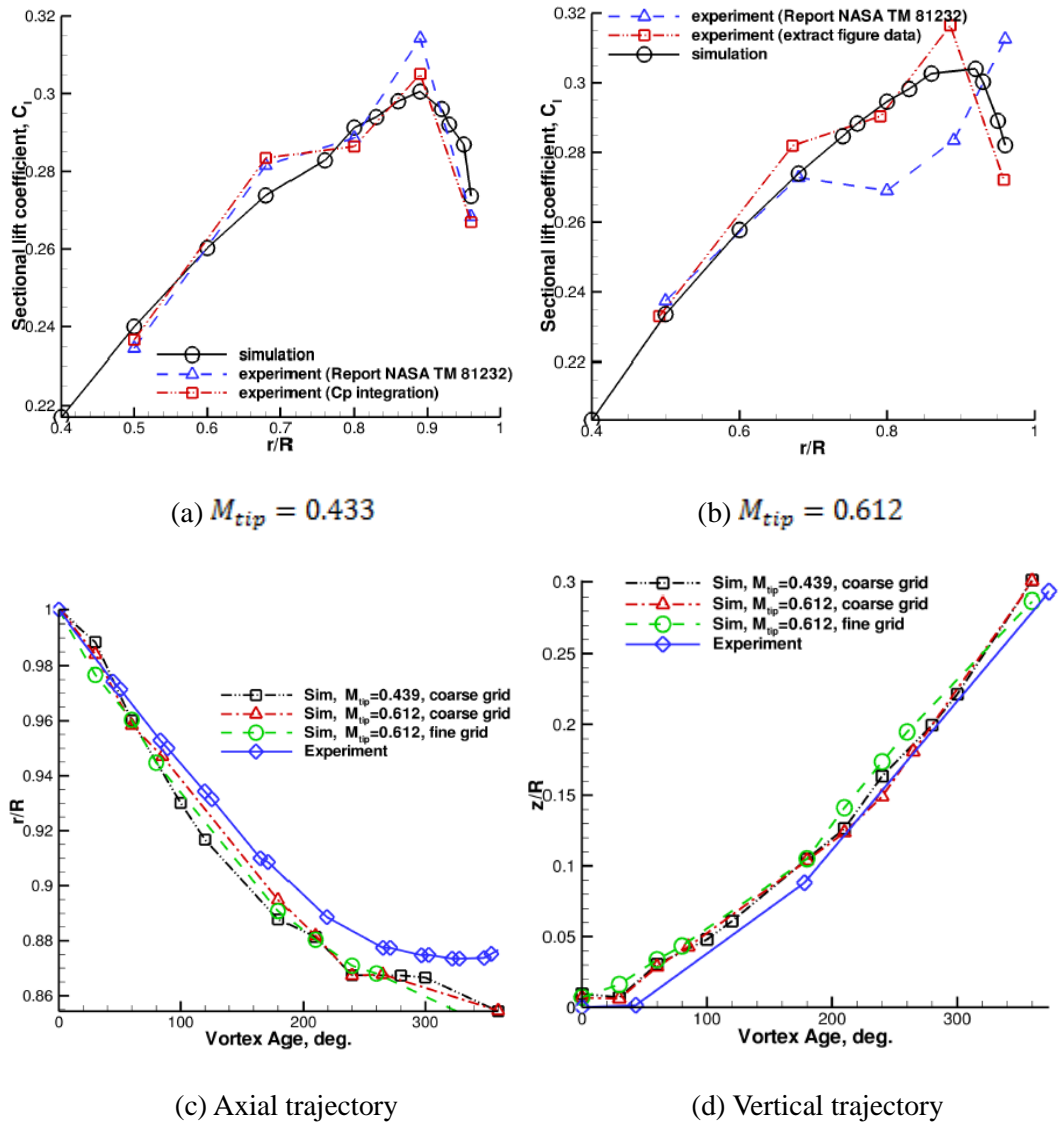 0.32
0.3
0.28
0.26
0.24
0.22
Sectional lift coefficient, C_l
simulation
experiment (Report NASA TM 81232)
experiment (Cp integration)
0.4 0.5 0.6 0.7 0.8 0.9 1
r/R
(a) M_tip = 0.433
0.32
0.3
0.28
0.26
0.24
0.22
Sectional lift coefficient, C_l
experiment (Report NASA TM 81232)
experiment (extract figure data)
simulation
0.4 0.6 0.8 1
r/R
(b) M_tip = 0.612
1
0.98
0.96
0.94
0.92
0.9
0.88
0.86
r/R
Sim, M_tip=0.439, coarse grid
Sim, M_tip=0.612, coarse grid
Sim, M_tip=0.612, fine grid
Experiment
0 100 200 300
Vortex Age, deg.
(c) Axial trajectory
0.3
0.25
0.2
0.15
0.1
0.05
0
z/R
Sim, M_tip=0.439, coarse grid
Sim, M_tip=0.612, coarse grid
Sim, M_tip=0.612, fine grid
Experiment
0 100 200 300
Vortex Age, deg.
(d) Vertical trajectory